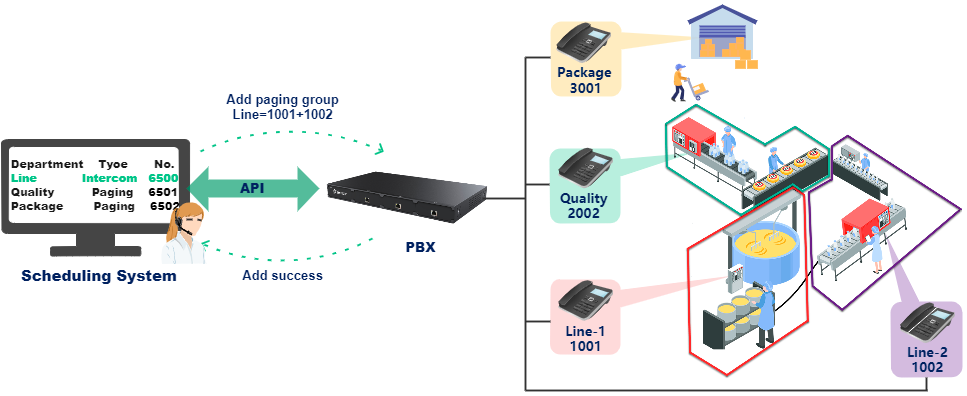 Add paging group
Line=1001+1002
Department Tyoe No.
Line Intercom 6500
Quality Paging 6501
Package Paging 6502
API
Scheduling System
PBX
Add success
Package
3001
Quality
2002
Line-1
1001
Line-2
1002